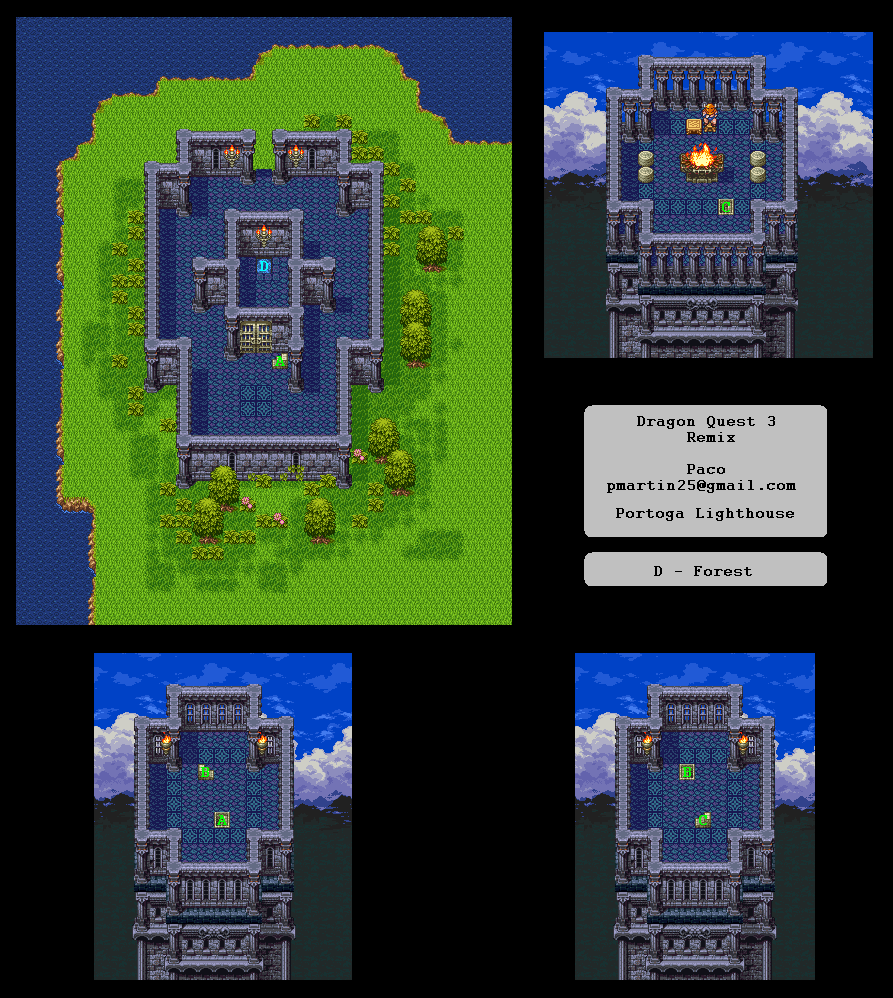 D
Dragon Quest 3
Remix
Paco
pmartin25@gmail.com
Portoga Lighthouse
D - Forest
B
A
B